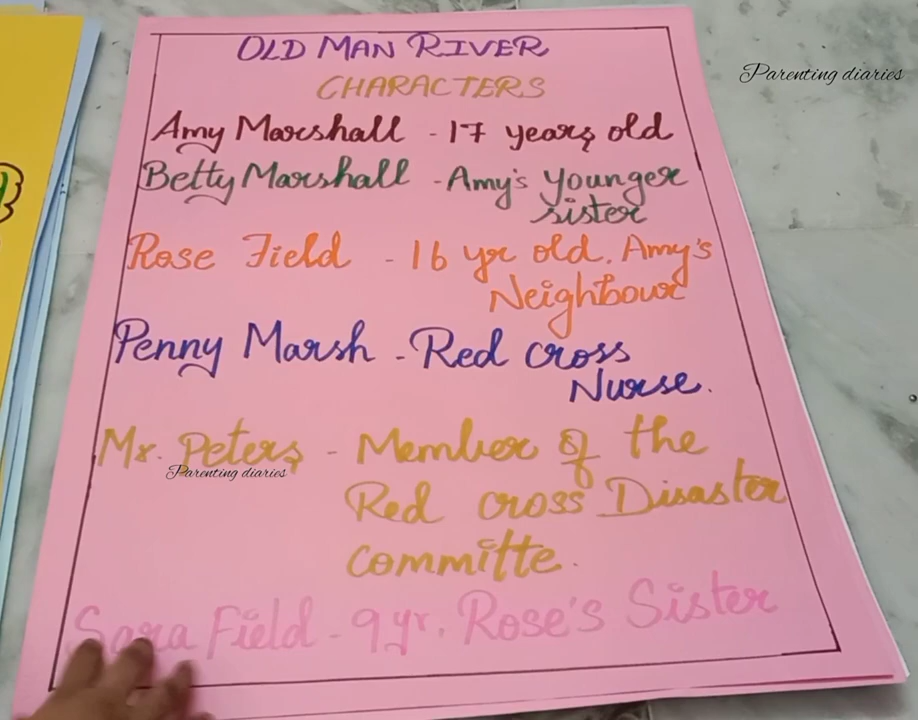 OLD MAN RIVER
Parenting diaries
CHARACTERS
Amy Marshall - 17 years old
Betty Marshall - Amy's Younger
sister
Rose Field - 16 yr old, Amy's
Neighbour
Penny Marsh - Red cross
Nurse.
Mr. Peters - Member of the
Parenting diaries
Red cross Disaster
committe.
Sara Field - 9 yr. Rose's Sister